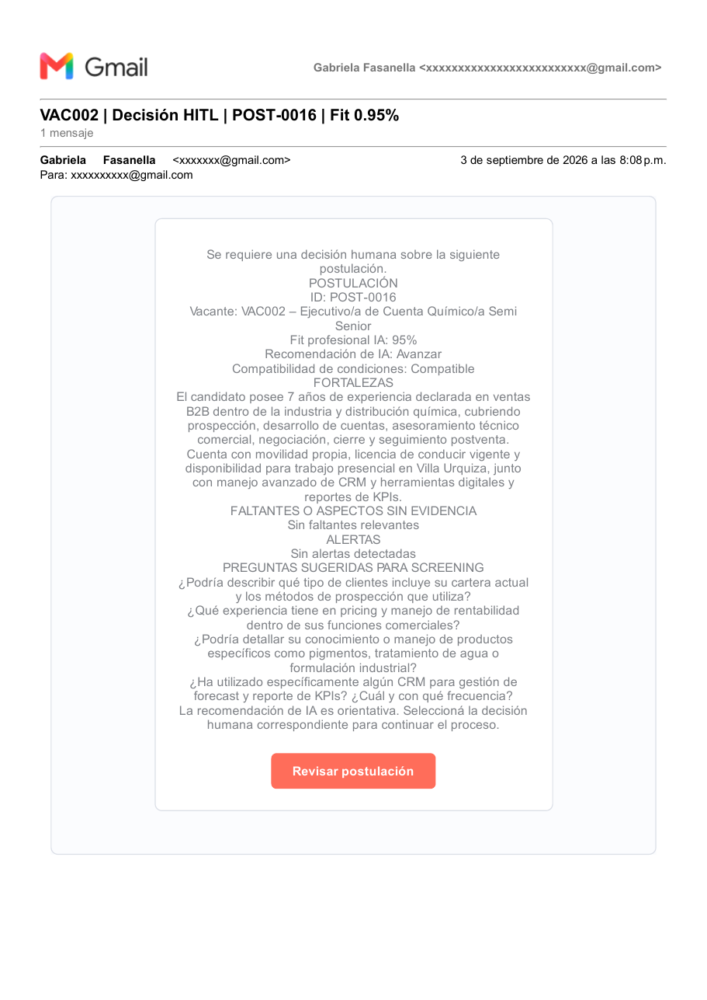 Gmail
Gabriela Fasanella <xxxxxxxxxxxxxxxxxxxxxxxxx@gmail.com>
VAC002 | Decisión HITL | POST-0016 | Fit 0.95%
1 mensaje
Gabriela Fasanella <xxxxxxx@gmail.com>
3 de septiembre de 2026 a las 8:08 p.m.
Para: xxxxxxxxxx@gmail.com
Se requiere una decisión humana sobre la siguiente
postulación.
POSTULACIÓN
ID: POST-0016
Vacante: VAC002 – Ejecutivo/a de Cuenta Químico/a Semi
Senior
Fit profesional IA: 95%
Recomendación de IA: Avanzar
Compatibilidad de condiciones: Compatible
FORTALEZAS
El candidato posee 7 años de experiencia declarada en ventas
B2B dentro de la industria y distribución química, cubriendo
prospección, desarrollo de cuentas, asesoramiento técnico
comercial, negociación, cierre y seguimiento postventa.
Cuenta con movilidad propia, licencia de conducir vigente y
disponibilidad para trabajo presencial en Villa Urquiza, junto
con manejo avanzado de CRM y herramientas digitales y
reportes de KPIs.
FALTANTES O ASPECTOS SIN EVIDENCIA
Sin faltantes relevantes
ALERTAS
Sin alertas detectadas
PREGUNTAS SUGERIDAS PARA SCREENING
¿Podría describir qué tipo de clientes incluye su cartera actual
y los métodos de prospección que utiliza?
¿Qué experiencia tiene en pricing y manejo de rentabilidad
dentro de sus funciones comerciales?
¿Podría detallar su conocimiento o manejo de productos
específicos como pigmentos, tratamiento de agua o
formulación industrial?
¿Ha utilizado específicamente algún CRM para gestión de
forecast y reporte de KPIs? ¿Cuál y con qué frecuencia?
La recomendación de IA es orientativa. Seleccioná la decisión
humana correspondiente para continuar el proceso.
Revisar postulación